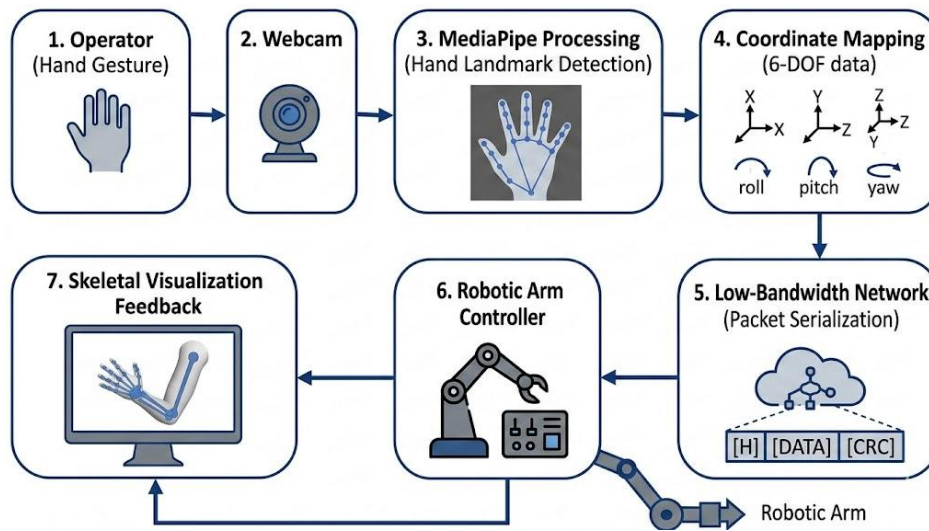 1. Operator
(Hand Gesture)
2. Webcam
3. MediaPipe Processing
(Hand Landmark Detection)
4. Coordinate Mapping
(6-DOF data)
X
X
Y
Z
Z
Z
Y
roll
pitch
yaw
7. Skeletal Visualization
Feedback
6. Robotic Arm
Controller
5. Low-Bandwidth Network
(Packet Serialization)
[H] [DATA] [CRC]
Robotic Arm